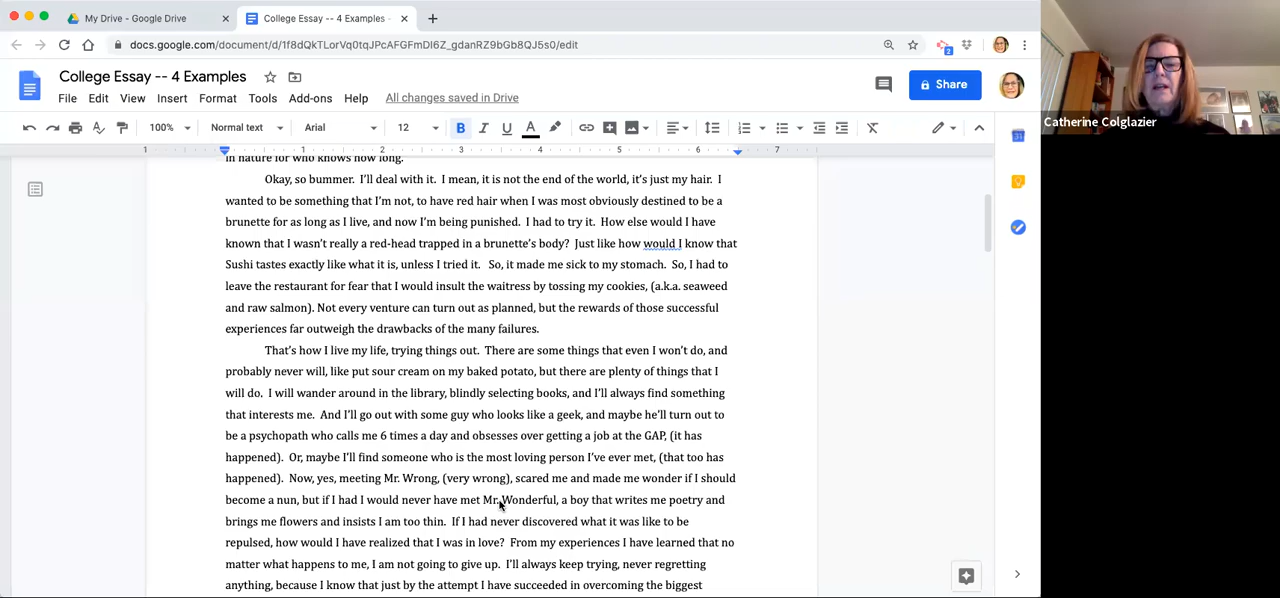 My Drive - Google Drive
College Essay -- 4 Examples -
docs.google.com/document/d/1f8dQkTLorVq0tqJPcAFGFmDl6Z_gdanRZ9bGb8QJ5s0/edit
2
College Essay -- 4 Examples
File Edit View Insert Format Tools Add-ons Help All changes saved in Drive
Share
Catherine Colglazier
100% Normal text Arial 12 B I U A
1 1 2 3 4 5 6 7
31
in nature for who knows how long.
Okay, so bummer. I'll deal with it. I mean, it is not the end of the world, it's just my hair. I
wanted to be something that I'm not, to have red hair when I was most obviously destined to be a
brunette for as long as I live, and now I'm being punished. I had to try it. How else would I have
known that I wasn't really a red-head trapped in a brunette's body? Just like how would I know that
Sushi tastes exactly like what it is, unless I tried it. So, it made me sick to my stomach. So, I had to
leave the restaurant for fear that I would insult the waitress by tossing my cookies, (a.k.a. seaweed
and raw salmon). Not every venture can turn out as planned, but the rewards of those successful
experiences far outweigh the drawbacks of the many failures.
That's how I live my life, trying things out. There are some things that even I won't do, and
probably never will, like put sour cream on my baked potato, but there are plenty of things that I
will do. I will wander around in the library, blindly selecting books, and I'll always find something
that interests me. And I'll go out with some guy who looks like a geek, and maybe he'll turn out to
be a psychopath who calls me 6 times a day and obsesses over getting a job at the GAP, (it has
happened). Or, maybe I'll find someone who is the most loving person I've ever met, (that too has
happened). Now, yes, meeting Mr. Wrong, (very wrong), scared me and made me wonder if I should
become a nun, but if I had I would never have met Mr. Wonderful, a boy that writes me poetry and
brings me flowers and insists I am too thin. If I had never discovered what it was like to be
repulsed, how would I have realized that I was in love? From my experiences I have learned that no
matter what happens to me, I am not going to give up. I'll always keep trying, never regretting
anything, because I know that just by the attempt I have succeeded in overcoming the biggest